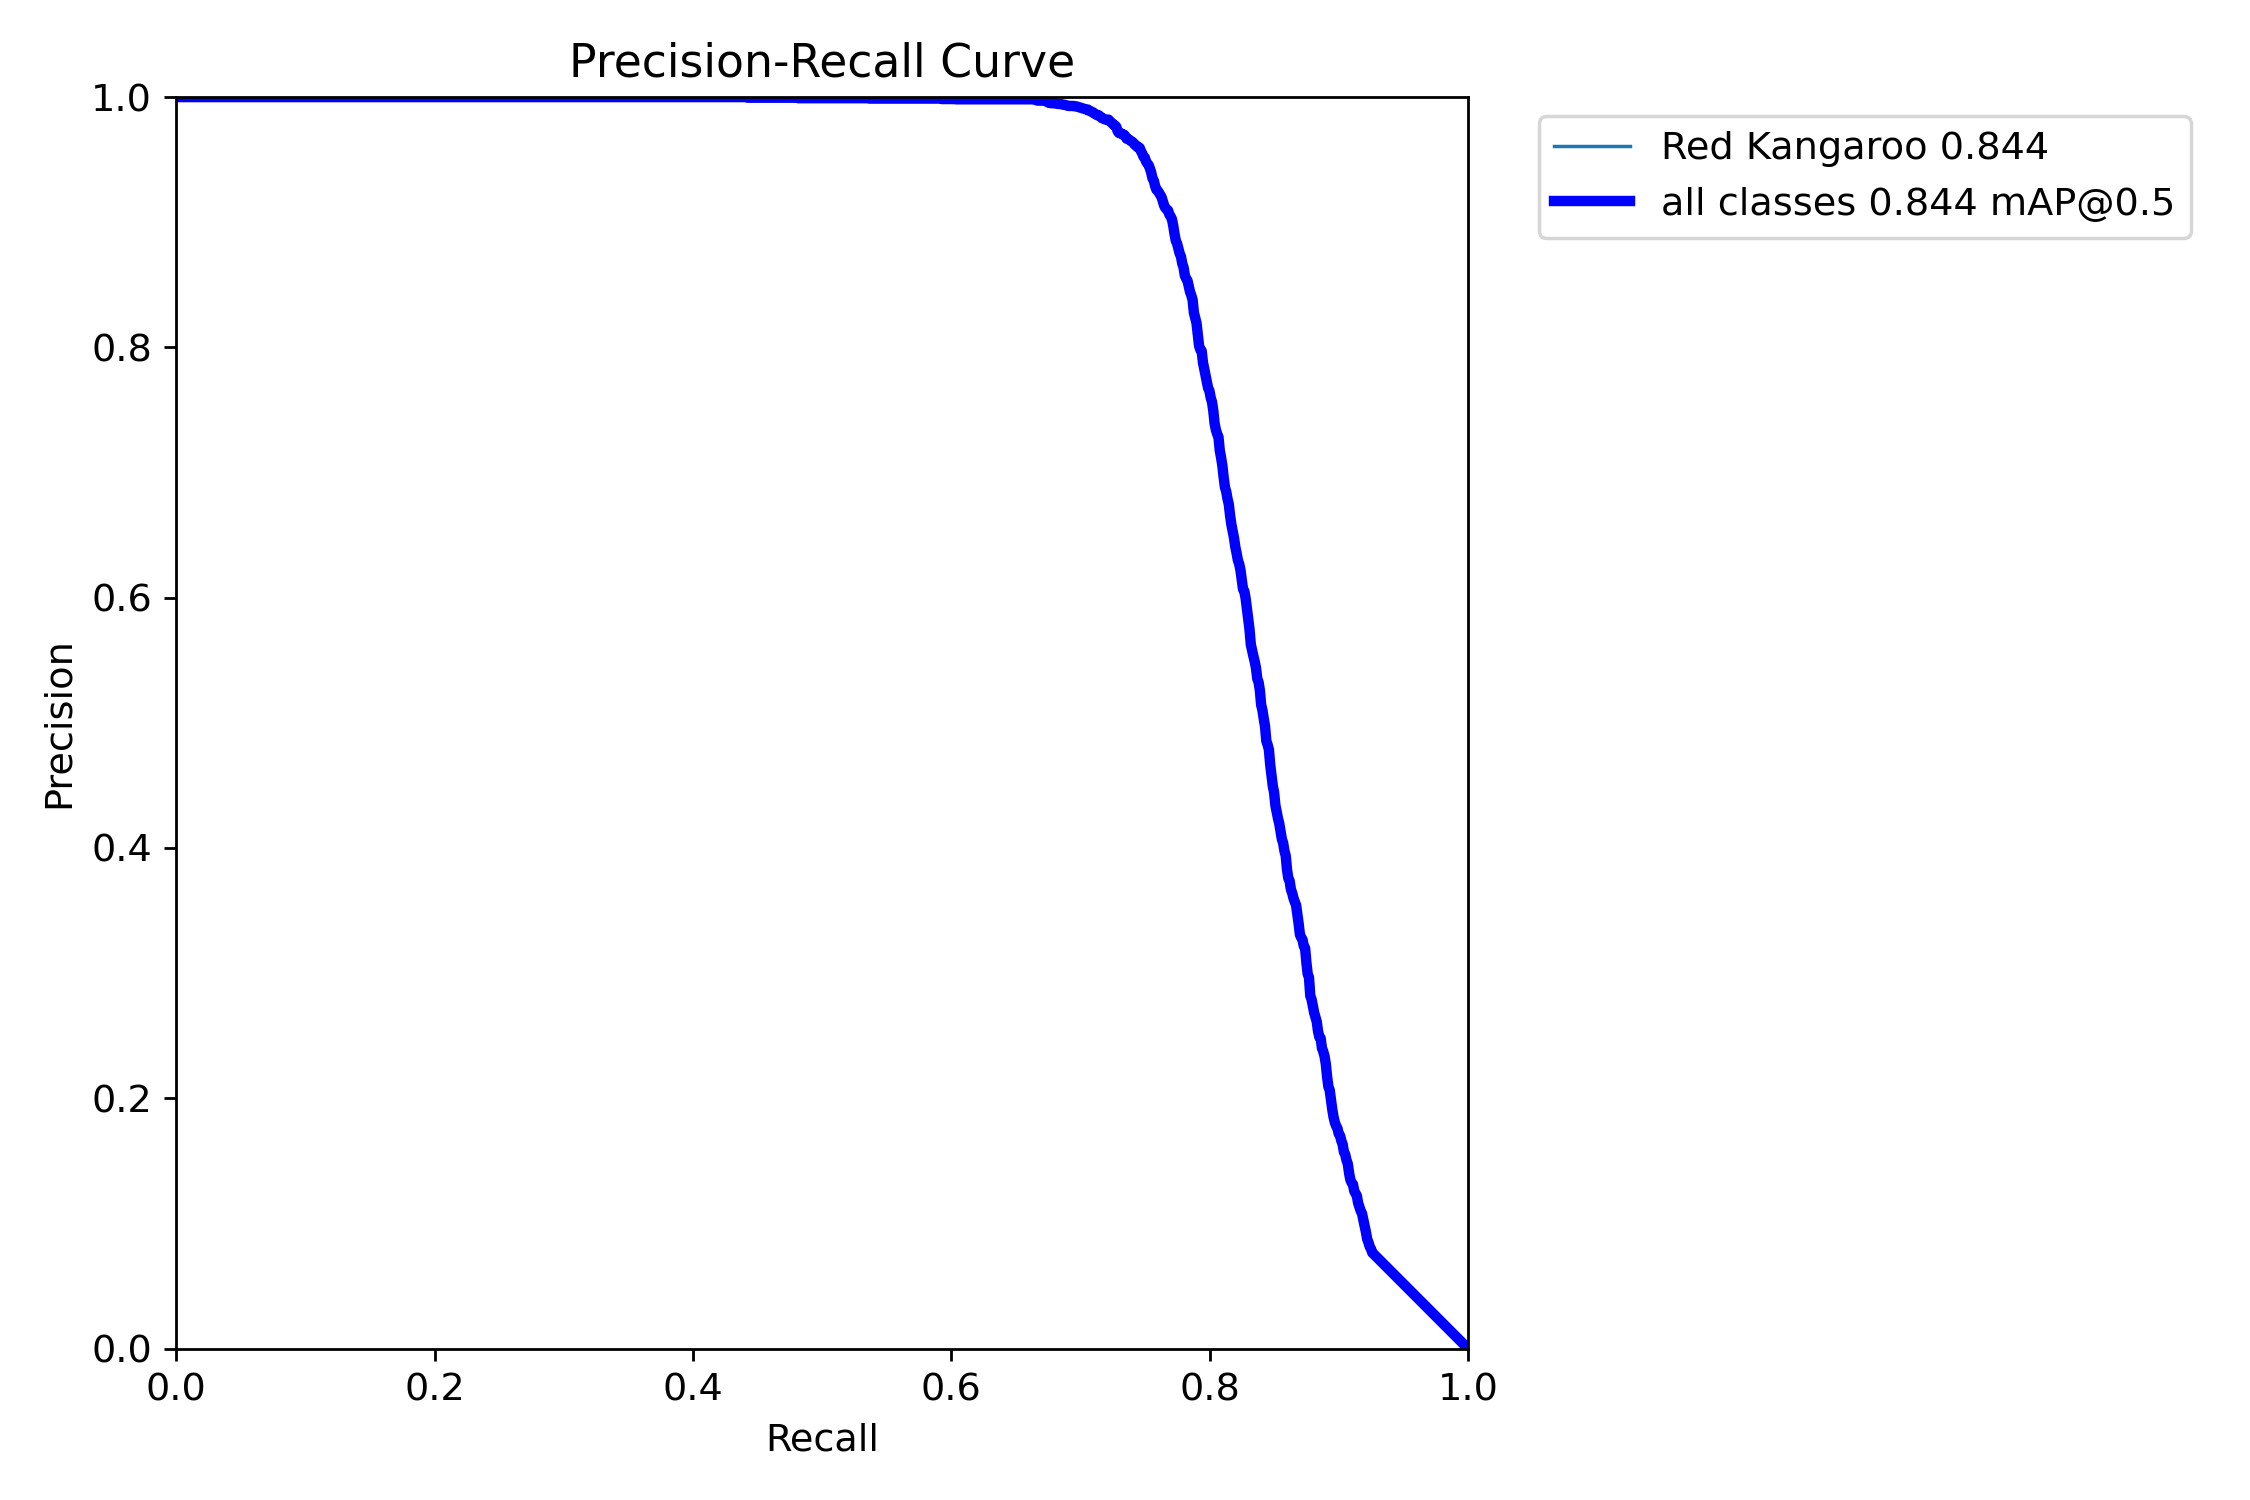 Precision-Recall Curve
1.0
0.8
0.6
0.4
0.2
0.0
Precision
0.0 0.2 0.4 0.6 0.8 1.0
Recall
Red Kangaroo 0.844
all classes 0.844 mAP@0.5